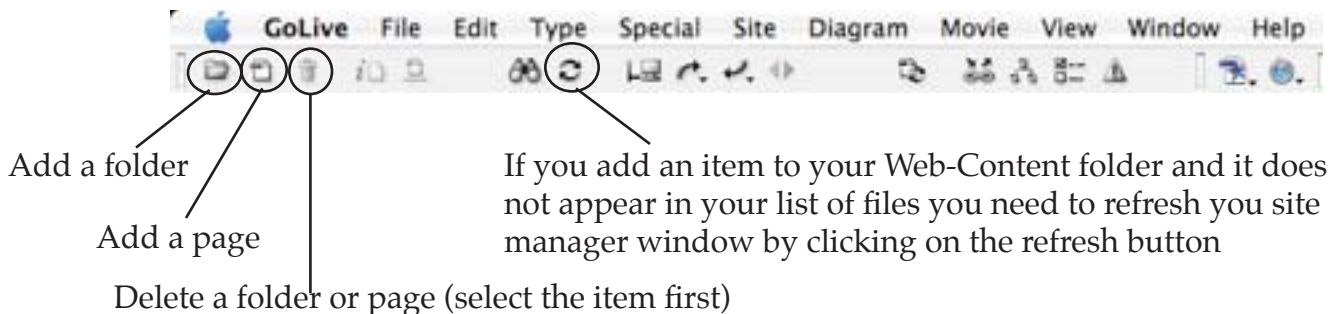 GoLive File Edit Type Special Site Diagram Movie View Window Help
Add a folder
If you add an item to your Web-Content folder and it does
not appear in your list of files you need to refresh you site
manager window by clicking on the refresh button
Add a page
Delete a folder or page (select the item first)